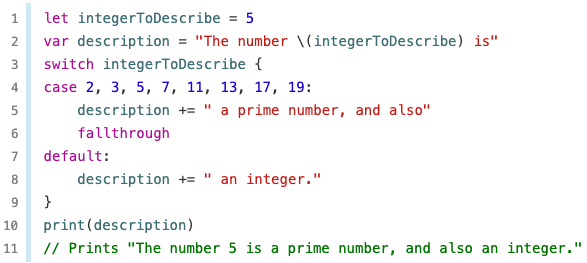 1 let integerToDescribe = 5
2 var description = "The number \(integerToDescribe) is"
3 switch integerToDescribe {
4 case 2, 3, 5, 7, 11, 13, 17, 19:
5     description += " a prime number, and also"
6     fallthrough
7 default:
8     description += " an integer."
9 }
10 print(description)
11 // Prints "The number 5 is a prime number, and also an integer."